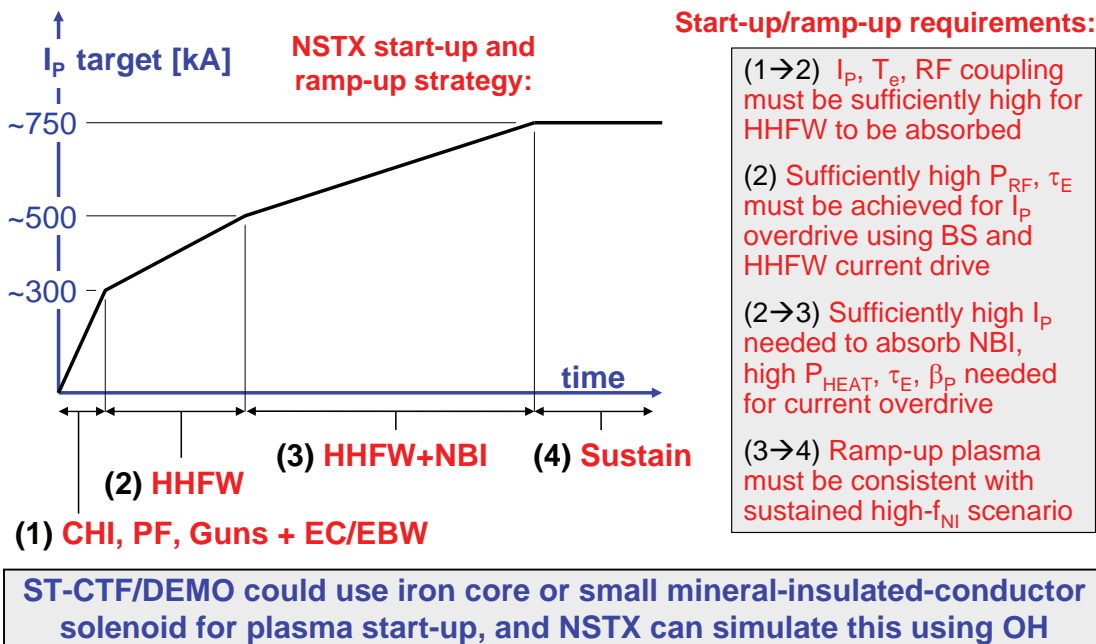 I_P target [kA]
NSTX start-up and
ramp-up strategy:
~750
~500
~300
time
(1) CHI, PF, Guns + EC/EBW
(2) HHFW
(3) HHFW+NBI
(4) Sustain
Start-up/ramp-up requirements:
(1→2) I_P, T_e, RF coupling
must be sufficiently high for
HHFW to be absorbed
(2) Sufficiently high P_RF, τ_E
must be achieved for I_P
overdrive using BS and
HHFW current drive
(2→3) Sufficiently high I_P
needed to absorb NBI,
high P_HEAT, τ_E, β_P needed
for current overdrive
(3→4) Ramp-up plasma
must be consistent with
sustained high-f_NI scenario
ST-CTF/DEMO could use iron core or small mineral-insulated-conductor
solenoid for plasma start-up, and NSTX can simulate this using OH